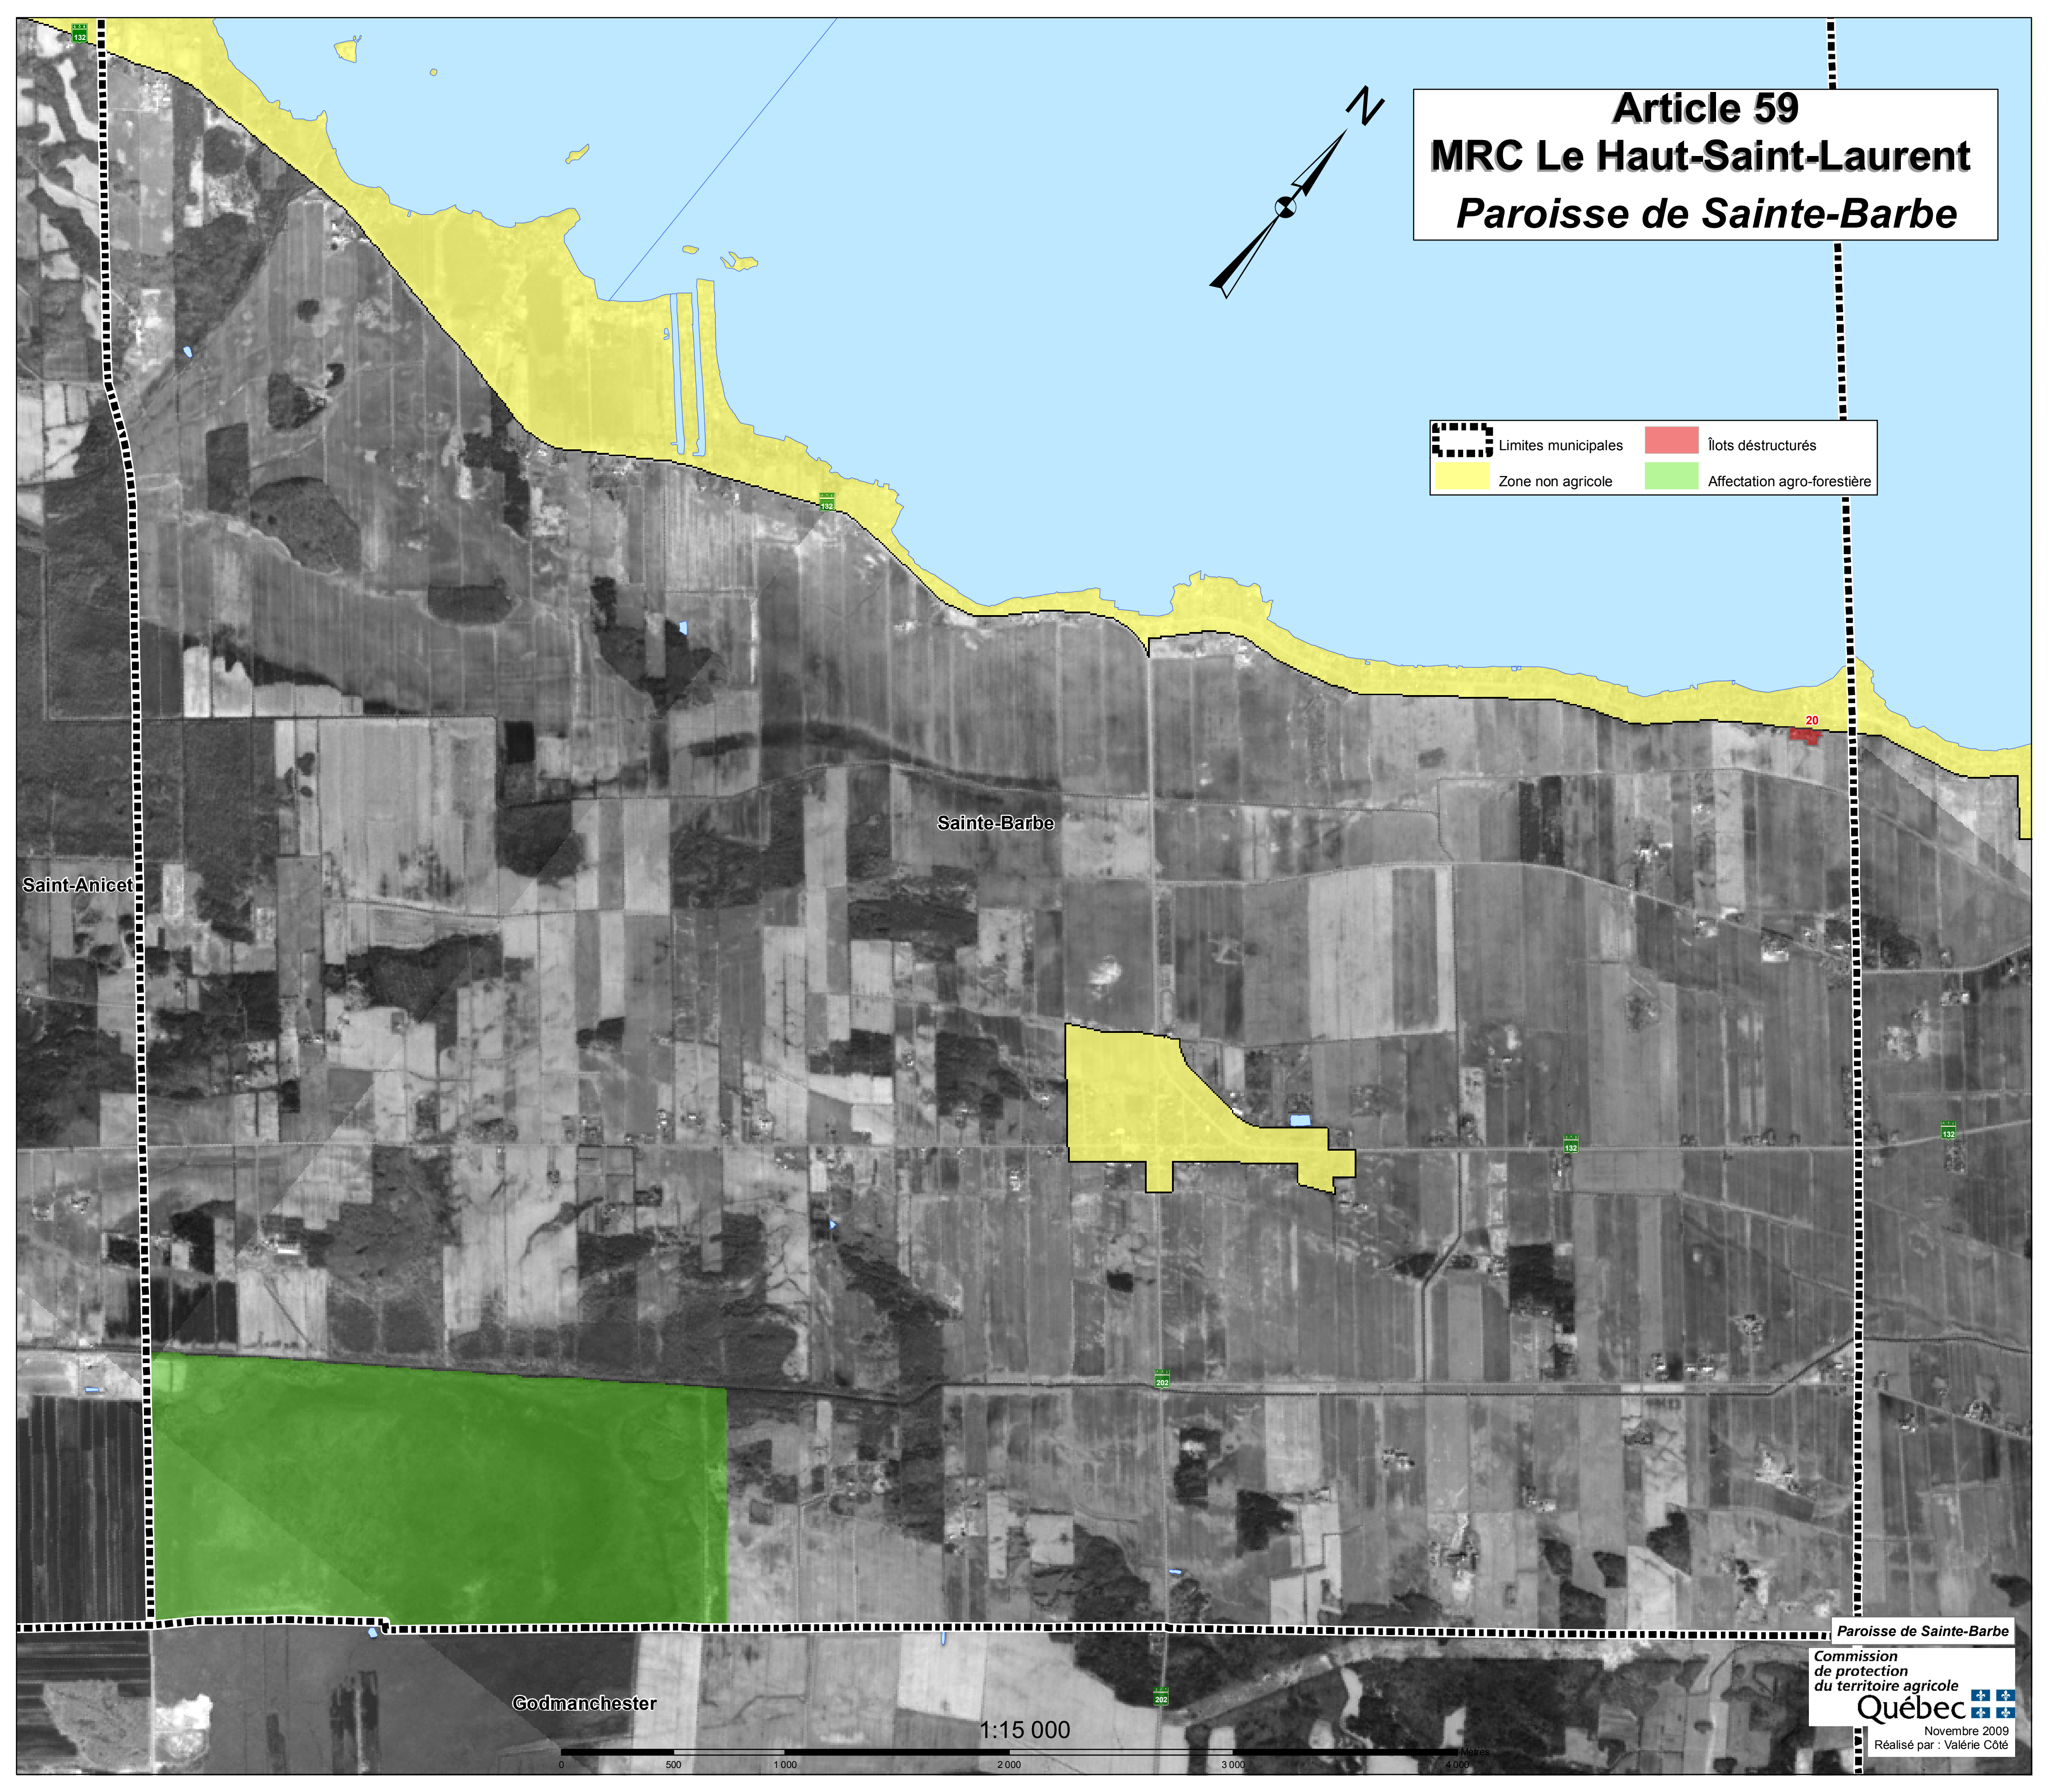 132
N
Article 59
MRC Le Haut-Saint-Laurent
Paroisse de Sainte-Barbe
Limites municipales
Îlots déstructurés
Zone non agricole
Affectation agro-forestière
132
20
Sainte-Barbe
Saint-Anicet
132
132
202
Paroisse de Sainte-Barbe
Commission
de protection
du territoire agricole
Québec
Godmanchester
202
Novembre 2009
Réalisé par : Valérie Côté
1:15 000
Mètres
0 500 1 000 2 000 3 000 4 000